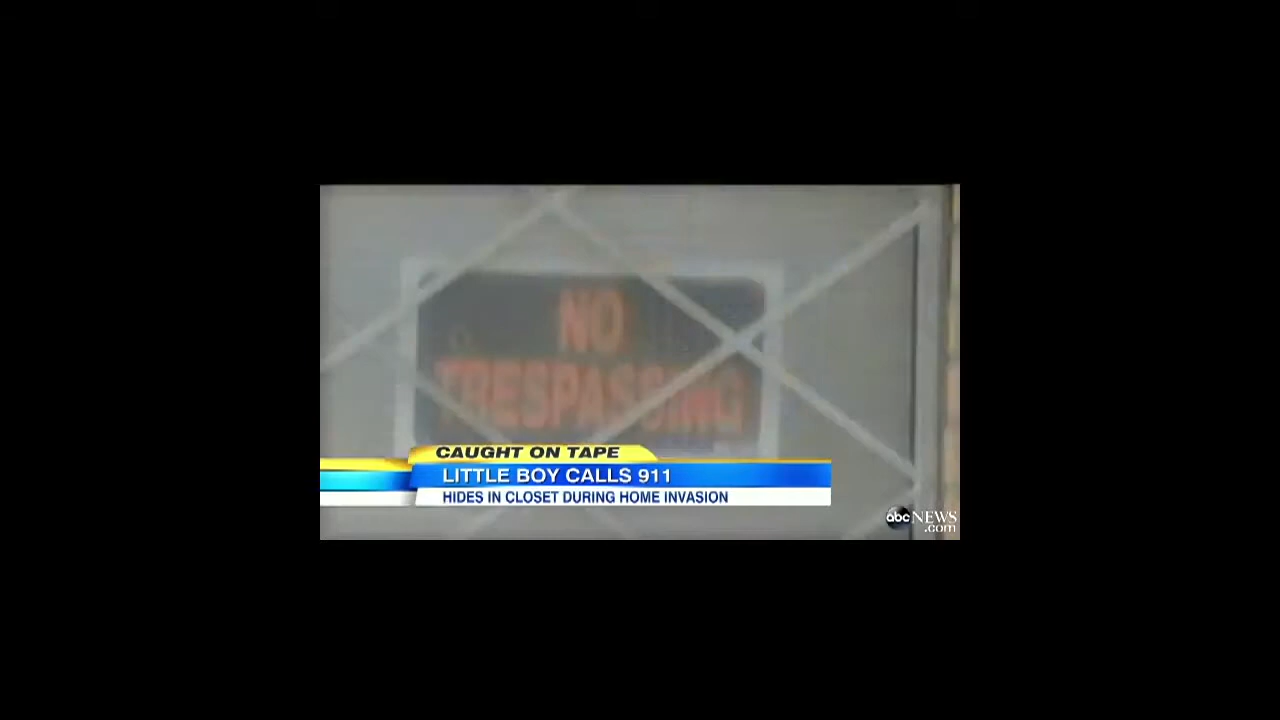 NO
TRESPASSING
CAUGHT ON TAPE
LITTLE BOY CALLS 911
HIDES IN CLOSET DURING HOME INVASION
abc NEWS
.com